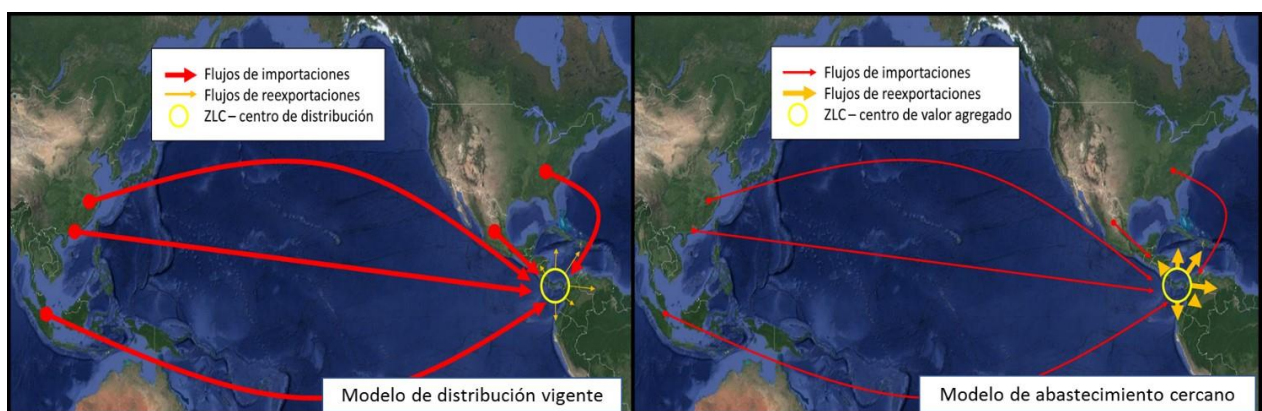 Flujos de importaciones
Flujos de reexportaciones
ZLC – centro de distribución
Modelo de distribución vigente
Flujos de importaciones
Flujos de reexportaciones
ZLC – centro de valor agregado
Modelo de abastecimiento cercano